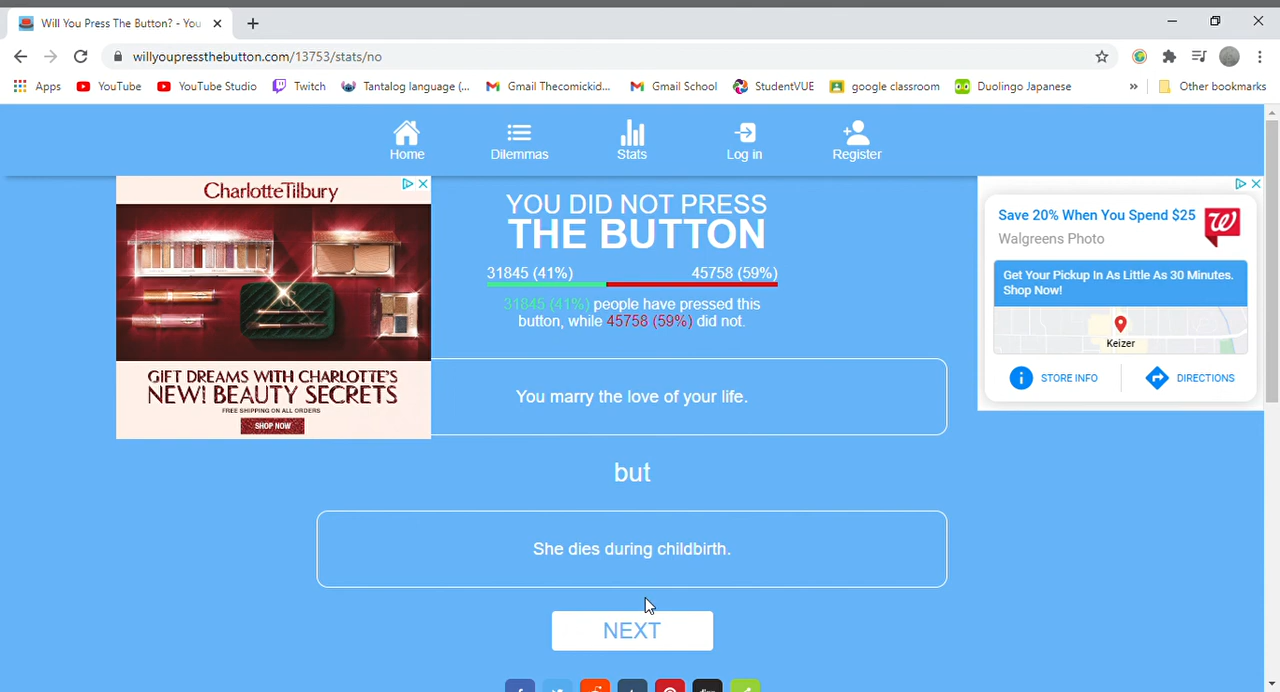 Will You Press The Button? - You
willyoupressthebutton.com/13753/stats/no
Apps YouTube YouTube Studio Twitch Tantalog language (... Gmail Thecomickid... Gmail School StudentVUE google classroom Duolingo Japanese » Other bookmarks
Home Dilemmas Stats Log in Register
CharlotteTilbury
GIFT DREAMS WITH CHARLOTTE'S
NEW! BEAUTY SECRETS
FREE SHIPPING ON ALL ORDERS
SHOP NOW
YOU DID NOT PRESS
THE BUTTON
31845 (41%) 45758 (59%)
31845 (41%) people have pressed this
button, while 45758 (59%) did not.
You marry the love of your life.
but
She dies during childbirth.
NEXT
Save 20% When You Spend $25
Walgreens Photo
Get Your Pickup In As Little As 30 Minutes.
Shop Now!
Keizer
STORE INFO DIRECTIONS